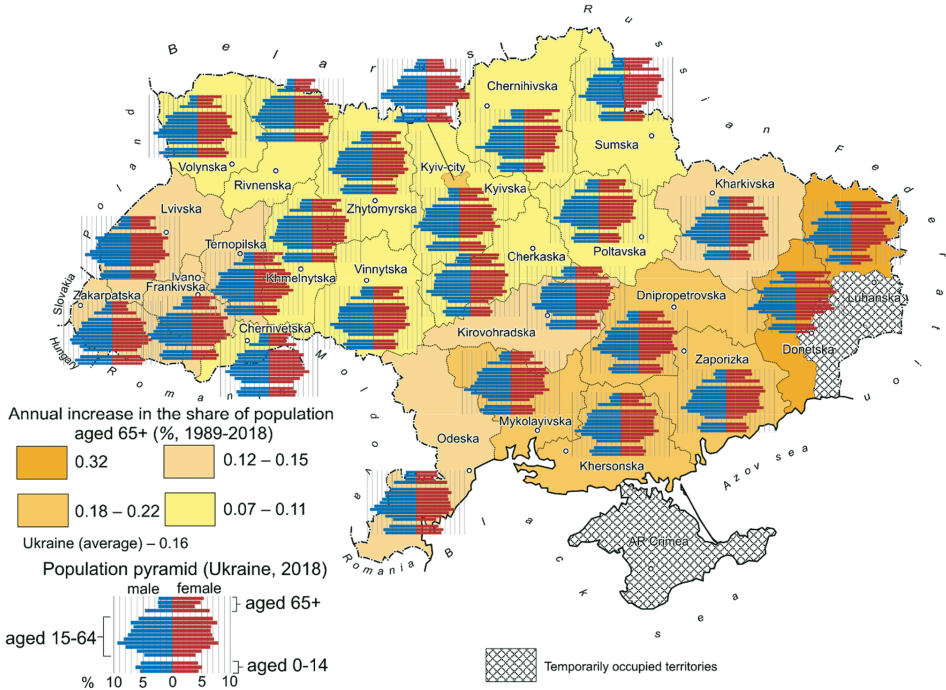 Belarus
Russian Federation
Poland
Slovakia
Hungary
Romania
Moldova
Romania
Black sea
Azov sea
Chernihivska
Sumska
Volynska
Rivnenska
Kyiv-city
Kyivska
Zhytomyrska
Kharkivska
Lvivska
Ternopilska
Khmelnytska
Vinnytska
Cherkaska
Poltavska
Ivano
Frankivska
Zakarpatska
Chernivetska
Kirovohradska
Dnipropetrovska
Luhanska
Donetska
Zaporizka
Mykolayivska
Odeska
Khersonska
AR Crimea
Annual increase in the share of population
aged 65+ (%, 1989-2018)
0.32
0.12 – 0.15
0.18 – 0.22
0.07 – 0.11
Ukraine (average) – 0.16
Population pyramid (Ukraine, 2018)
male female
aged 65+
aged 15-64
aged 0-14
% 10 5 0 5 10 %
Temporarily occupied territories